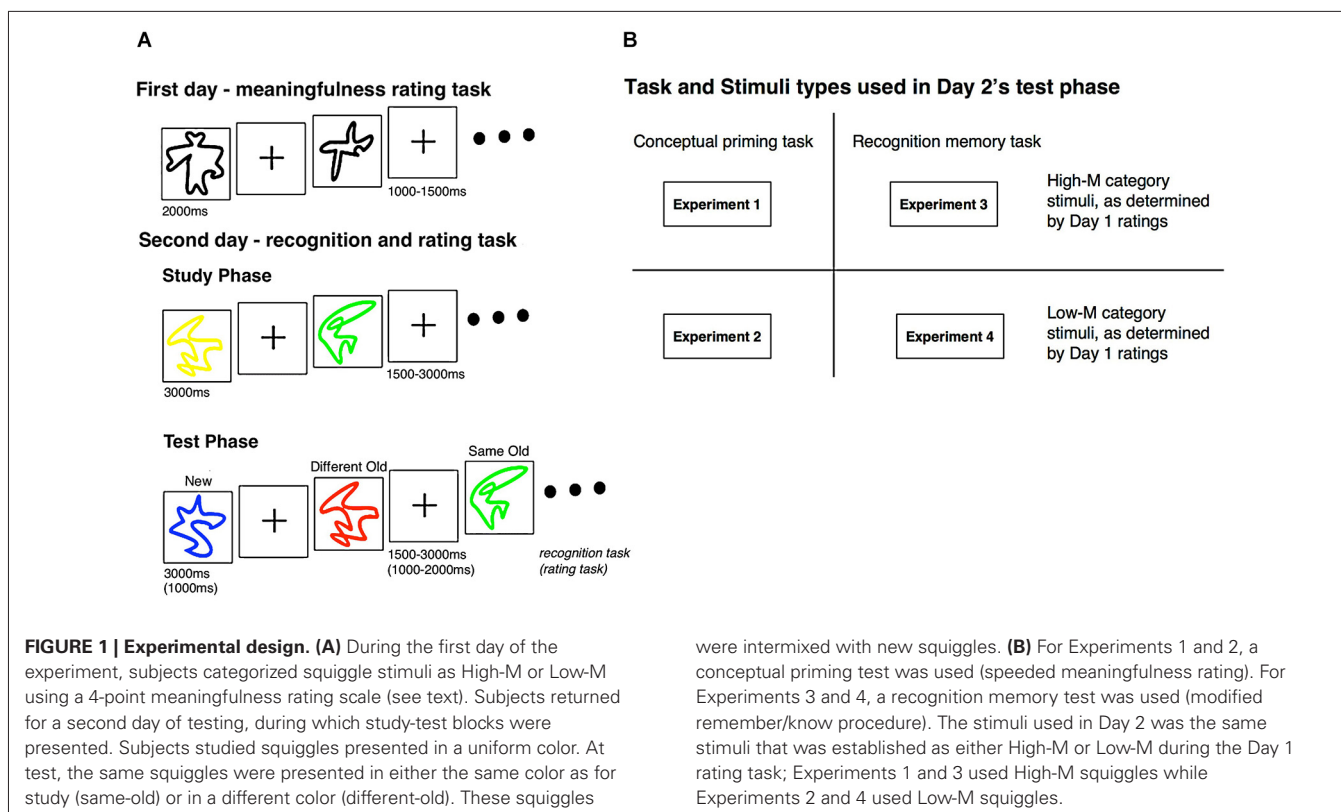 A
First day - meaningfulness rating task
2000ms
1000-1500ms
Second day - recognition and rating task
Study Phase
3000ms
1500-3000ms
Test Phase
New
Different Old
Same Old
3000ms
(1000ms)
1500-3000ms
(1000-2000ms)
recognition task
(rating task)
B
Task and Stimuli types used in Day 2's test phase
Conceptual priming task
Recognition memory task
Experiment 1
Experiment 3
High-M category
stimuli, as determined
by Day 1 ratings
Experiment 2
Experiment 4
Low-M category
stimuli, as determined
by Day 1 ratings
FIGURE 1 | Experimental design. (A) During the first day of the
experiment, subjects categorized squiggle stimuli as High-M or Low-M
using a 4-point meaningfulness rating scale (see text). Subjects returned
for a second day of testing, during which study-test blocks were
presented. Subjects studied squiggles presented in a uniform color. At
test, the same squiggles were presented in either the same color as for
study (same-old) or in a different color (different-old). These squiggles
were intermixed with new squiggles. (B) For Experiments 1 and 2, a
conceptual priming test was used (speeded meaningfulness rating). For
Experiments 3 and 4, a recognition memory test was used (modified
remember/know procedure). The stimuli used in Day 2 was the same
stimuli that was established as either High-M or Low-M during the Day 1
rating task; Experiments 1 and 3 used High-M squiggles while
Experiments 2 and 4 used Low-M squiggles.